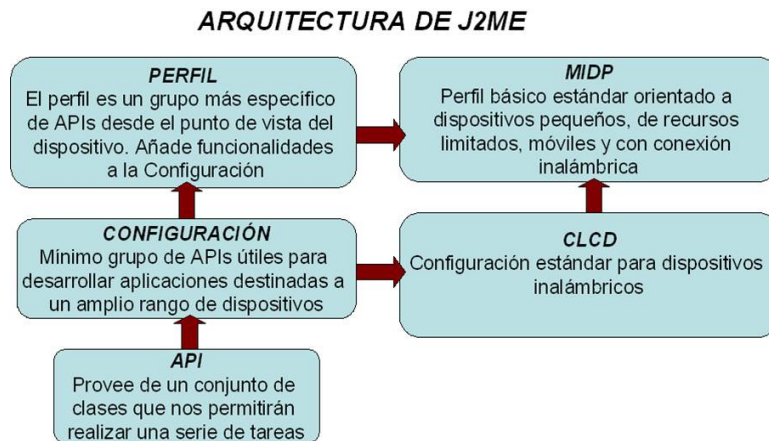 ARQUITECTURA DE J2ME
PERFIL
El perfil es un grupo más específico
de APIs desde el punto de vista del
dispositivo. Añade funcionalidades
a la Configuración
MIDP
Perfil básico estándar orientado a
dispositivos pequeños, de recursos
limitados, móviles y con conexión
inalámbrica
CONFIGURACIÓN
Mínimo grupo de APIs útiles para
desarrollar aplicaciones destinadas a
un amplio rango de dispositivos
CLCD
Configuración estándar para dispositivos
inalámbricos
API
Provee de un conjunto de
clases que nos permitirán
realizar una serie de tareas